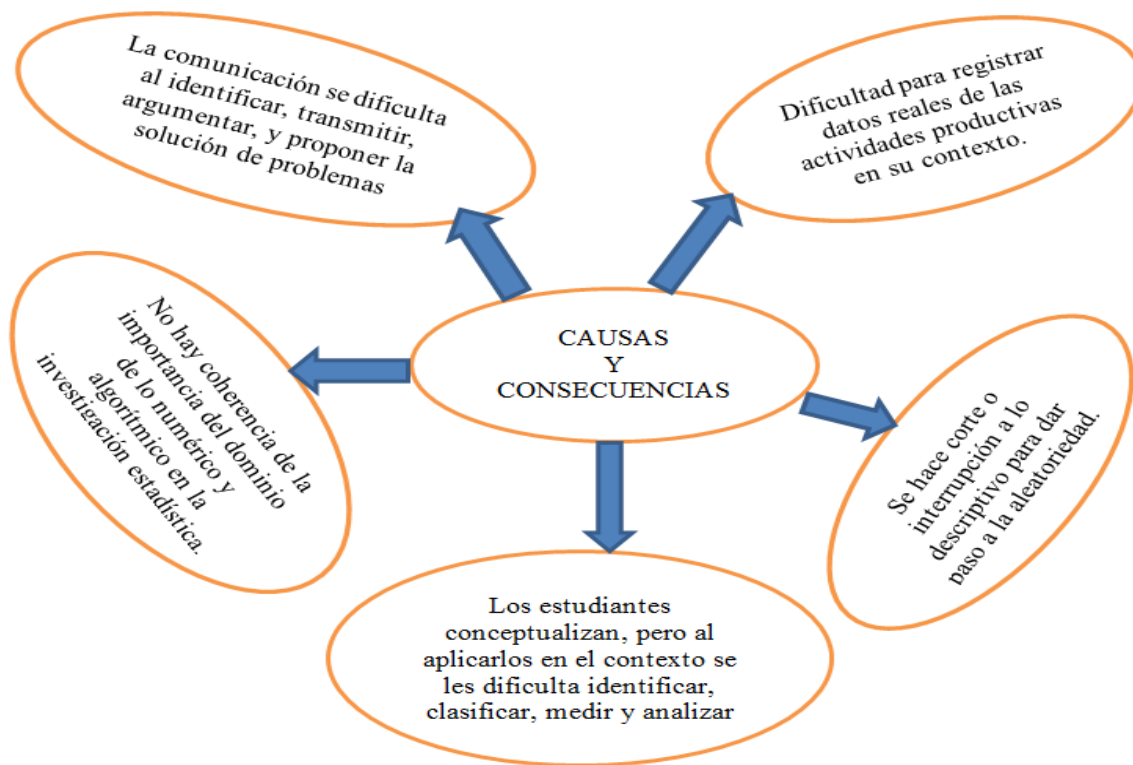 La comunicación se dificulta
al identificar, transmitir,
argumentar, y proponer la
solución de problemas
Dificultad para registrar
datos reales de las
actividades productivas
en su contexto.
CAUSAS
Y
CONSECUENCIAS
No hay coherencia de la
importancia del dominio
de lo numérico y
algorítmico en la
investigación estadística.
Se hace corte o
interrupción a lo
descriptivo para dar
paso a la aleatoriedad.
Los estudiantes
conceptualizan, pero al
aplicarlos en el contexto se
les dificulta identificar,
clasificar, medir y analizar